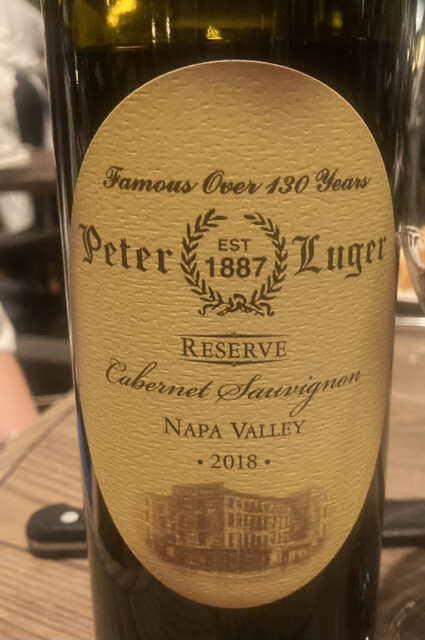 Famous Over 130 Years
Peter Luger
EST
1887
RESERVE
Cabernet Sauvignon
NAPA VALLEY
• 2018 •